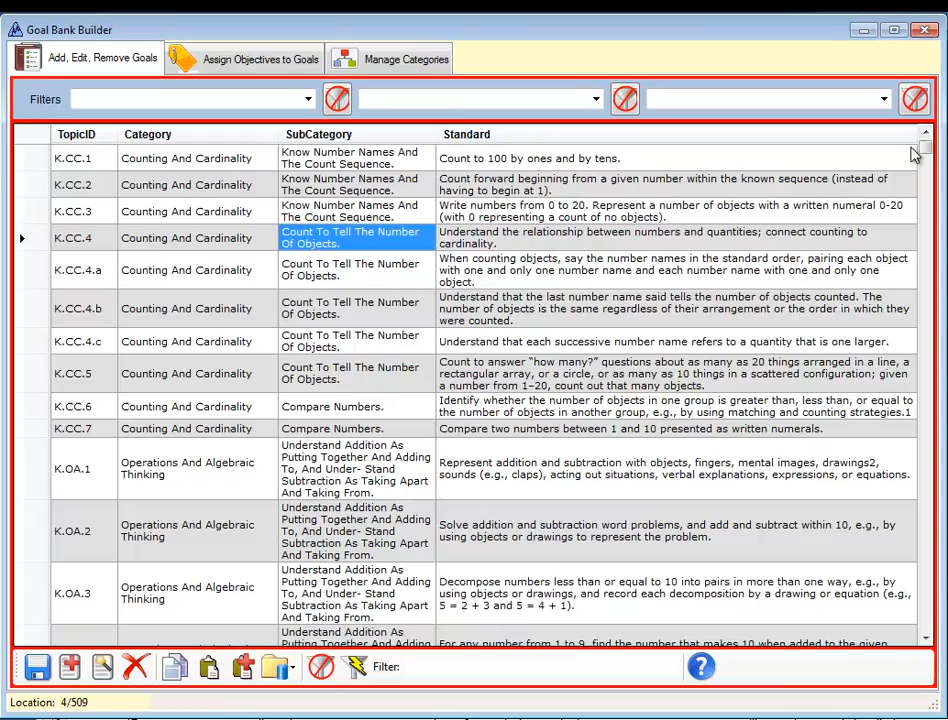 Goal Bank Builder
Add, Edit, Remove Goals
Assign Objectives to Goals
Manage Categories
Filters
TopicID Category SubCategory Standard
K.CC.1 Counting And Cardinality
Know Number Names And
The Count Sequence.
Count to 100 by ones and by tens.
K.CC.2 Counting And Cardinality
Know Number Names And
The Count Sequence.
Count forward beginning from a given number within the known sequence (instead of
having to begin at 1).
K.CC.3 Counting And Cardinality
Know Number Names And
The Count Sequence.
Write numbers from 0 to 20. Represent a number of objects with a written numeral 0-20
(with 0 representing a count of no objects).
K.CC.4 Counting And Cardinality
Count To Tell The Number
Of Objects.
Understand the relationship between numbers and quantities; connect counting to
cardinality.
K.CC.4.a Counting And Cardinality
Count To Tell The Number
Of Objects.
When counting objects, say the number names in the standard order, pairing each object
with one and only one number name and each number name with one and only one
object.
K.CC.4.b Counting And Cardinality
Count To Tell The Number
Of Objects.
Understand that the last number name said tells the number of objects counted. The
number of objects is the same regardless of their arrangement or the order in which they
were counted.
K.CC.4.c Counting And Cardinality
Count To Tell The Number
Of Objects.
Understand that each successive number name refers to a quantity that is one larger.
K.CC.5 Counting And Cardinality
Count To Tell The Number
Of Objects.
Count to answer “how many?” questions about as many as 20 things arranged in a line, a
rectangular array, or a circle, or as many as 10 things in a scattered configuration; given
a number from 1–20, count out that many objects.
K.CC.6 Counting And Cardinality
Compare Numbers.
Identify whether the number of objects in one group is greater than, less than, or equal to
the number of objects in another group, e.g., by using matching and counting strategies.1
K.CC.7 Counting And Cardinality
Compare Numbers.
Compare two numbers between 1 and 10 presented as written numerals.
K.OA.1
Operations And Algebraic
Thinking
Understand Addition As
Putting Together And Adding
To, And Under- Stand
Subtraction As Taking Apart
And Taking From.
Represent addition and subtraction with objects, fingers, mental images, drawings2,
sounds (e.g., claps), acting out situations, verbal explanations, expressions, or equations.
K.OA.2
Operations And Algebraic
Thinking
Understand Addition As
Putting Together And Adding
To, And Under- Stand
Subtraction As Taking Apart
And Taking From.
Solve addition and subtraction word problems, and add and subtract within 10, e.g., by
using objects or drawings to represent the problem.
K.OA.3
Operations And Algebraic
Thinking
Understand Addition As
Putting Together And Adding
To, And Under- Stand
Subtraction As Taking Apart
And Taking From.
Decompose numbers less than or equal to 10 into pairs in more than one way, e.g., by
using objects or drawings, and record each decomposition by a drawing or equation (e.g.,
5 = 2 + 3 and 5 = 4 + 1).
Understand Addition As
Putting Together And Adding
For any number from 1 to 9, find the number that makes 10 when added to the given
Filter:
Location: 4/509